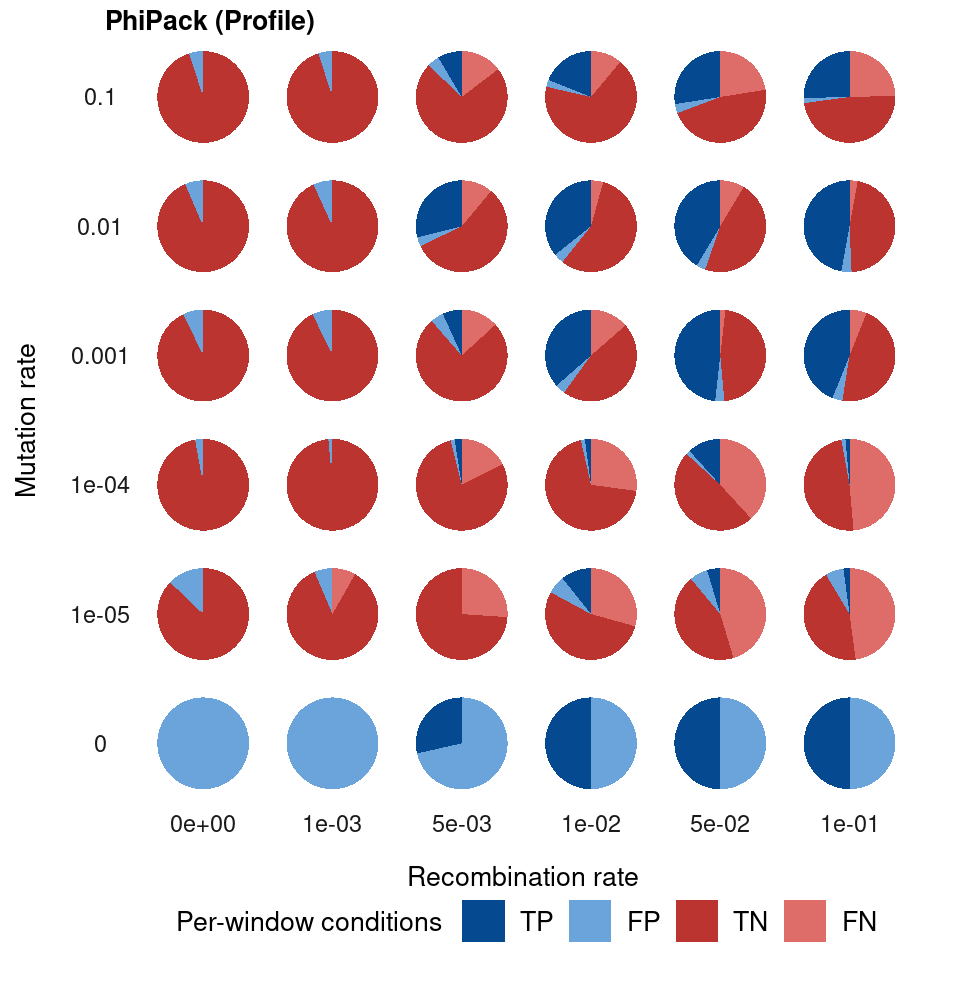 PhiPack (Profile)
Mutation rate
0.1
0.01
0.001
1e-04
1e-05
0
0e+00 1e-03 5e-03 1e-02 5e-02 1e-01
Recombination rate
Per-window conditions TP FP TN FN